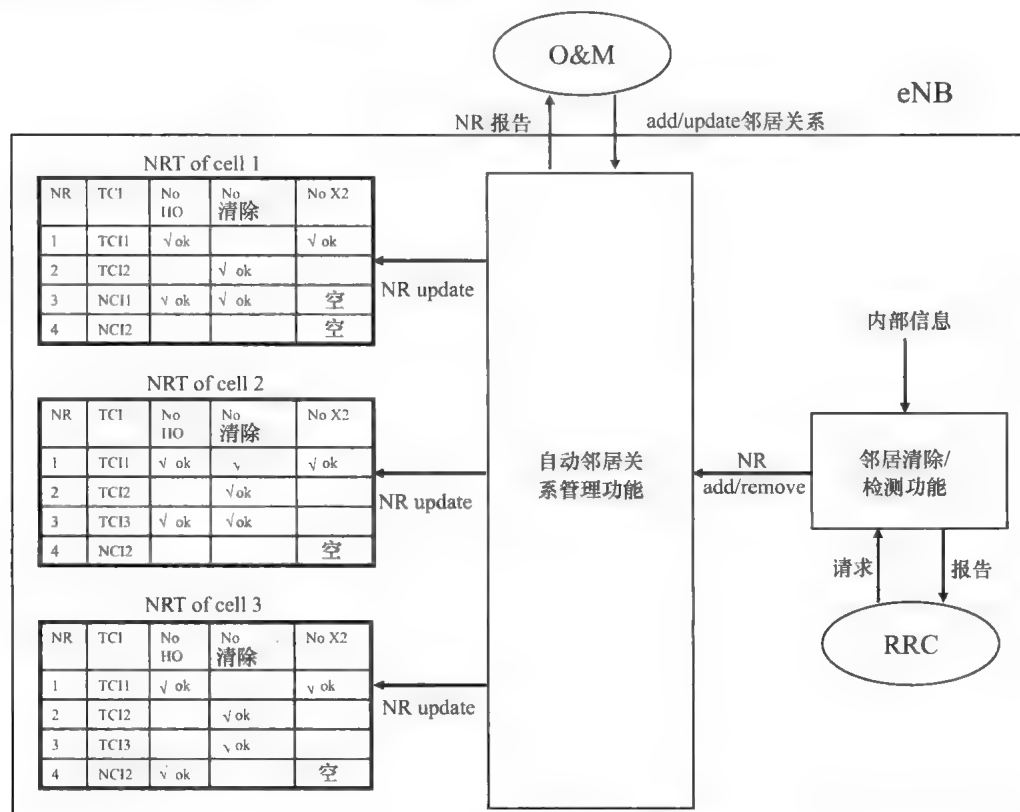 O&M
eNB
NR 报告
add/update邻居关系
NRT of cell 1
NR TCI No HO No 清除 No X2
1 TCI1 √ ok √ ok
2 TCI2 √ ok
3 NCI1 √ ok √ ok 空
4 NCI2 空
NR update
NRT of cell 2
NR TCI No HO No 清除 No X2
1 TCI1 √ ok √ √ ok
2 TCI2 √ok
3 TCI3 √ ok √ok
4 NCI2 空
NR update
NRT of cell 3
NR TCI No HO No 清除 No X2
1 TCI1 √ ok √ ok
2 TCI2 √ ok
3 TCI3 √ ok
4 NCI2 √ ok 空
NR update
自动邻居关
系管理功能
NR
add/remove
内部信息
邻居清除/
检测功能
请求
报告
RRC